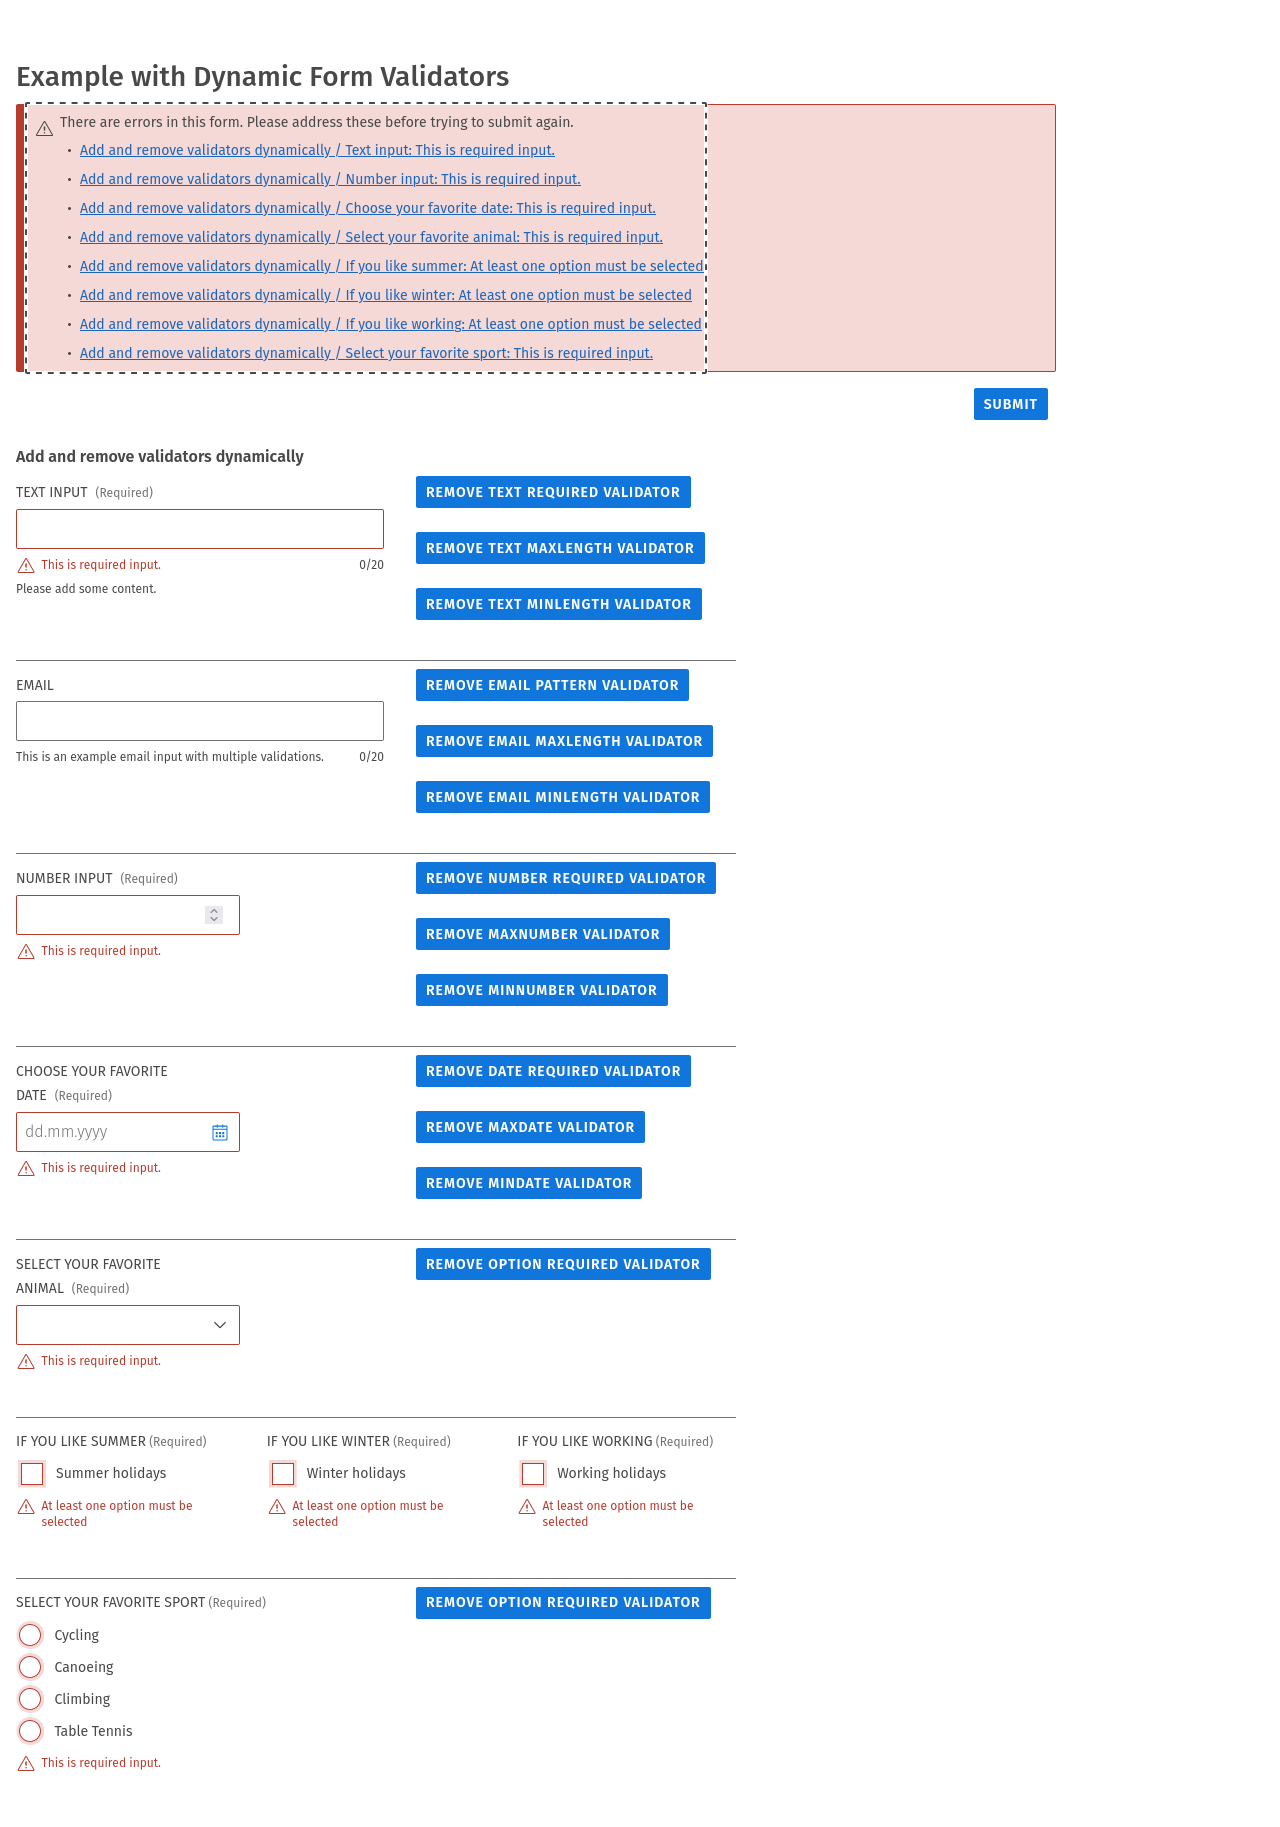 Example with Dynamic Form Validators
There are errors in this form. Please address these before trying to submit again.
• Add and remove validators dynamically / Text input: This is required input.
• Add and remove validators dynamically / Number input: This is required input.
• Add and remove validators dynamically / Choose your favorite date: This is required input.
• Add and remove validators dynamically / Select your favorite animal: This is required input.
• Add and remove validators dynamically / If you like summer: At least one option must be selected
• Add and remove validators dynamically / If you like winter: At least one option must be selected
• Add and remove validators dynamically / If you like working: At least one option must be selected
• Add and remove validators dynamically / Select your favorite sport: This is required input.
SUBMIT
Add and remove validators dynamically
TEXT INPUT (Required)
REMOVE TEXT REQUIRED VALIDATOR
REMOVE TEXT MAXLENGTH VALIDATOR
This is required input. 0/20
Please add some content.
REMOVE TEXT MINLENGTH VALIDATOR
EMAIL
REMOVE EMAIL PATTERN VALIDATOR
REMOVE EMAIL MAXLENGTH VALIDATOR
This is an example email input with multiple validations. 0/20
REMOVE EMAIL MINLENGTH VALIDATOR
NUMBER INPUT (Required)
REMOVE NUMBER REQUIRED VALIDATOR
REMOVE MAXNUMBER VALIDATOR
This is required input.
REMOVE MINNUMBER VALIDATOR
CHOOSE YOUR FAVORITE
DATE (Required)
REMOVE DATE REQUIRED VALIDATOR
dd.mm.yyyy
REMOVE MAXDATE VALIDATOR
This is required input.
REMOVE MINDATE VALIDATOR
SELECT YOUR FAVORITE
ANIMAL (Required)
REMOVE OPTION REQUIRED VALIDATOR
This is required input.
IF YOU LIKE SUMMER (Required)
Summer holidays
At least one option must be
selected
IF YOU LIKE WINTER (Required)
Winter holidays
At least one option must be
selected
IF YOU LIKE WORKING (Required)
Working holidays
At least one option must be
selected
SELECT YOUR FAVORITE SPORT (Required)
REMOVE OPTION REQUIRED VALIDATOR
Cycling
Canoeing
Climbing
Table Tennis
This is required input.